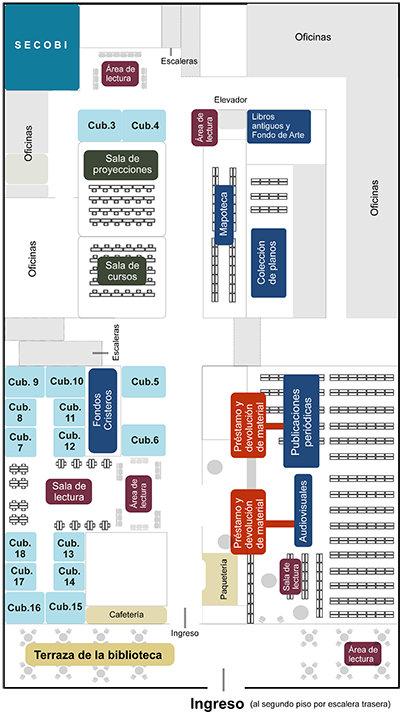 SECOBI
Escaleras
Oficinas
Área de
lectura
Elevador
Oficinas
Cub.3
Cub.4
Área de
lectura
Libros
antiguos y
Fondo de Arte
Sala de
proyecciones
Mapoteca
Oficinas
Oficinas
Sala de
cursos
Colección
de planos
Escaleras
Cub. 9
Cub.10
Fondos
Cristeros
Cub.5
Cub.
8
Cub.
11
Préstamo y
devolución
de material
Publicaciones
periódicas
Cub.
7
Cub.
12
Cub.6
Sala de
lectura
Área de
lectura
Préstamo y
devolución
de material
Audiovisuales
Cub.
18
Cub.
13
Cub.
17
Cub.
14
Paquetería
Sala de
lectura
Cub.16
Cub.15
Cafetería
Ingreso
Terraza de la biblioteca
Área de
lectura
Ingreso (al segundo piso por escalera trasera)